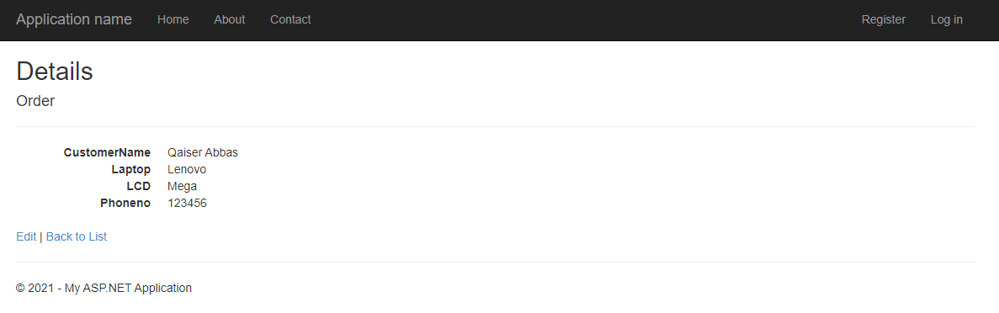 Application name Home About Contact Register Log in
Details
Order
CustomerName Qaiser Abbas
Laptop Lenovo
LCD Mega
Phoneno 123456
Edit | Back to List
© 2021 - My ASP.NET Application